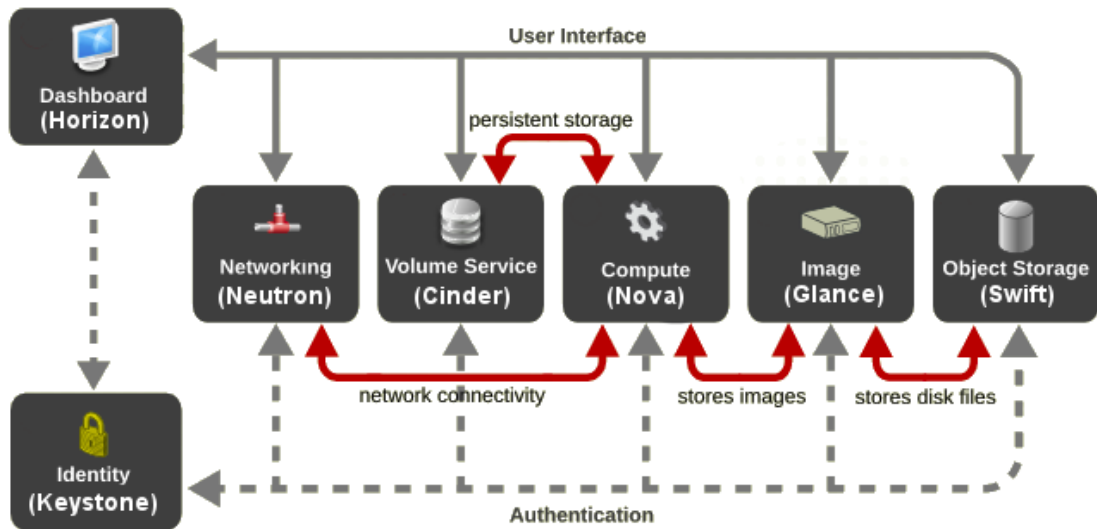 User Interface
Dashboard
(Horizon)
persistent storage
Networking
(Neutron)
Volume Service
(Cinder)
Compute
(Nova)
Image
(Glance)
Object Storage
(Swift)
network connectivity
stores images
stores disk files
Identity
(Keystone)
Authentication